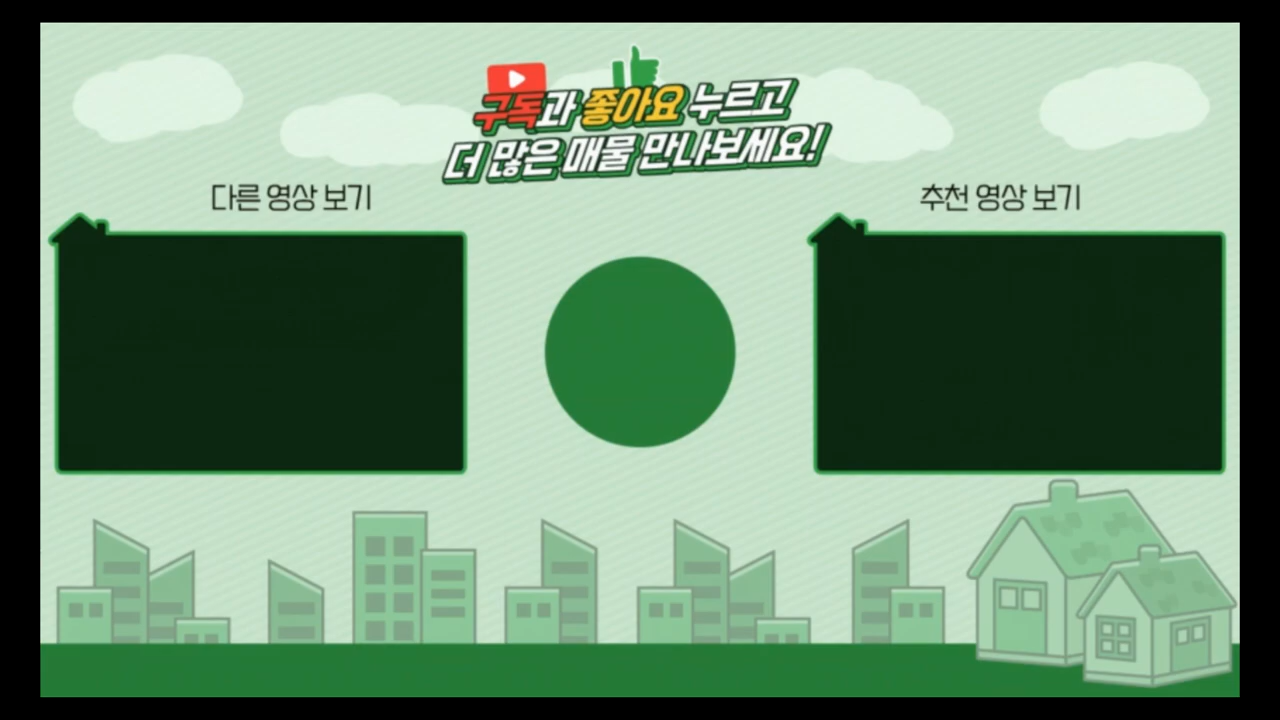 구독과 좋아요 누르고
더 많은 매물 만나보세요!
다른 영상 보기
추천 영상 보기